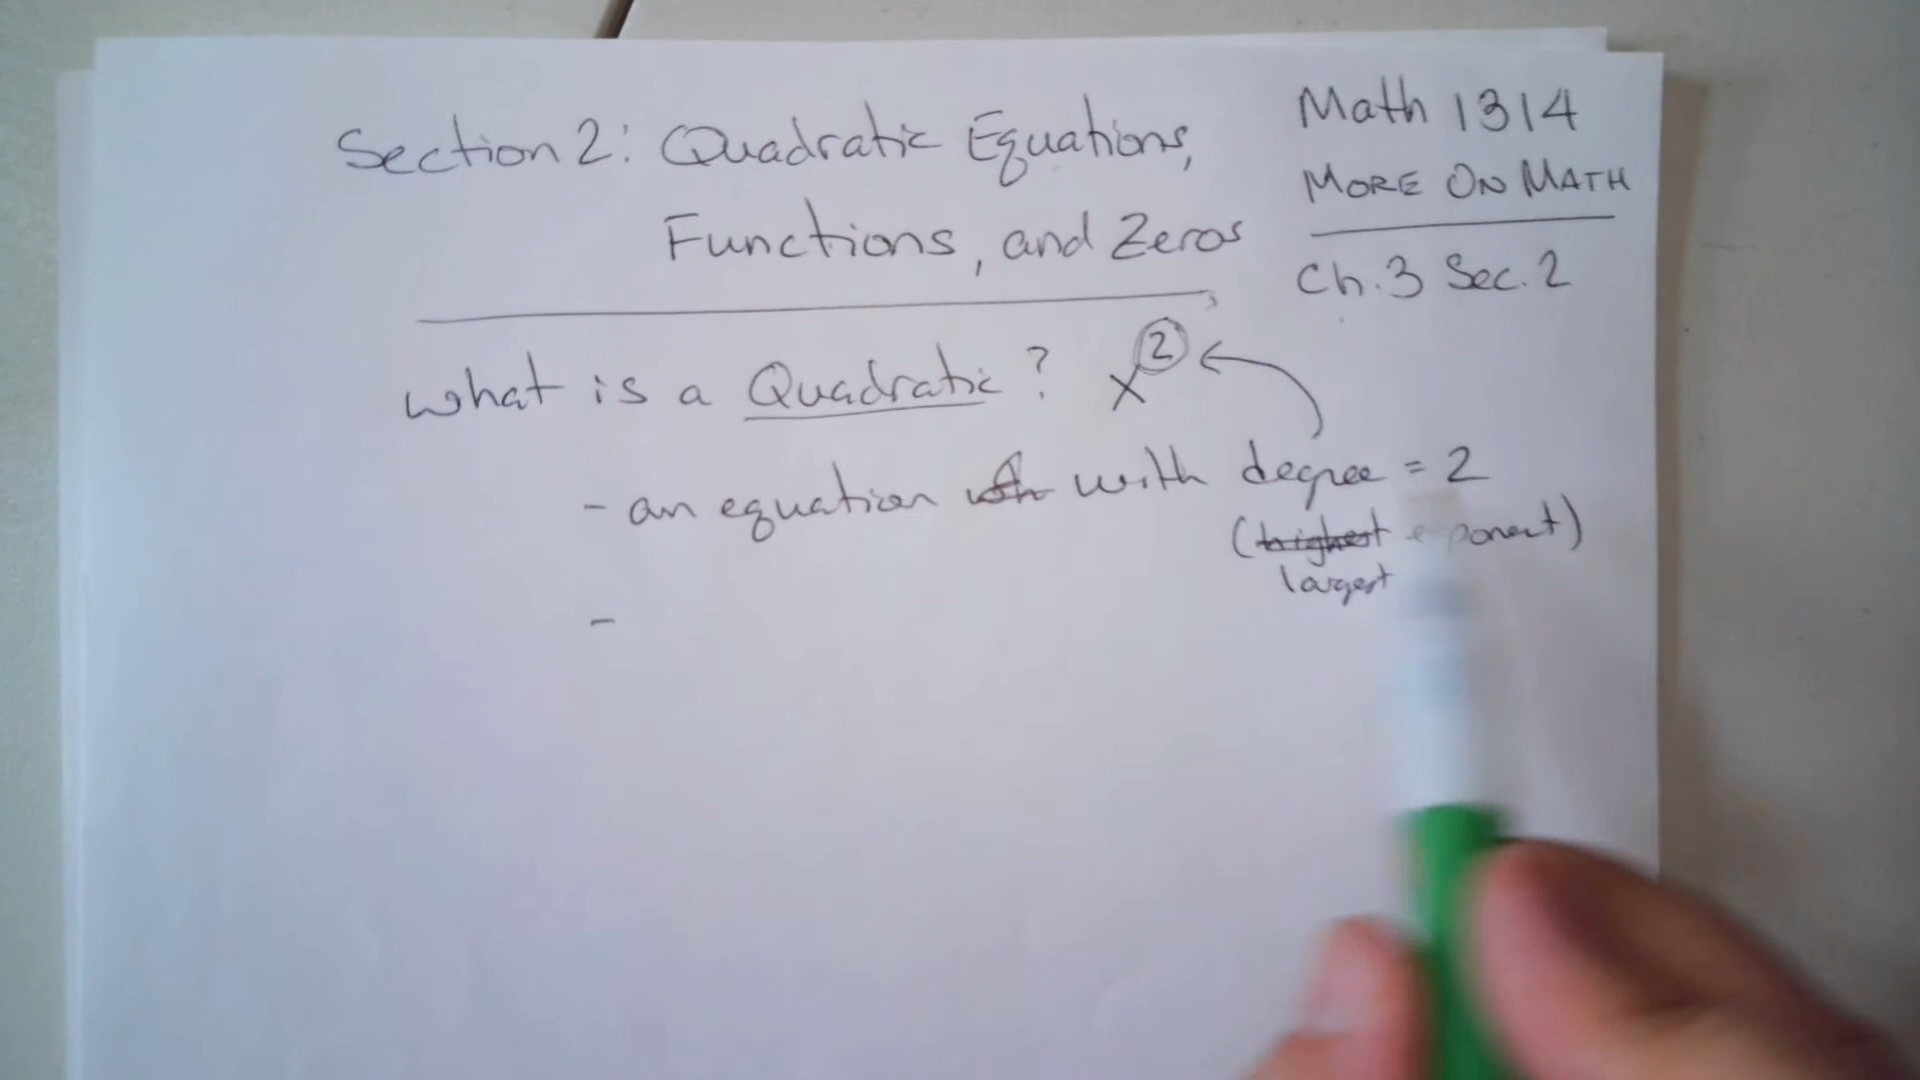 Section 2: Quadratic Equations,
Functions, and Zeros
Math 1314
MORE ON MATH
Ch. 3 Sec. 2
What is a Quadratic? x²
- an equation with degree = 2
(highest exponent)
largest
-